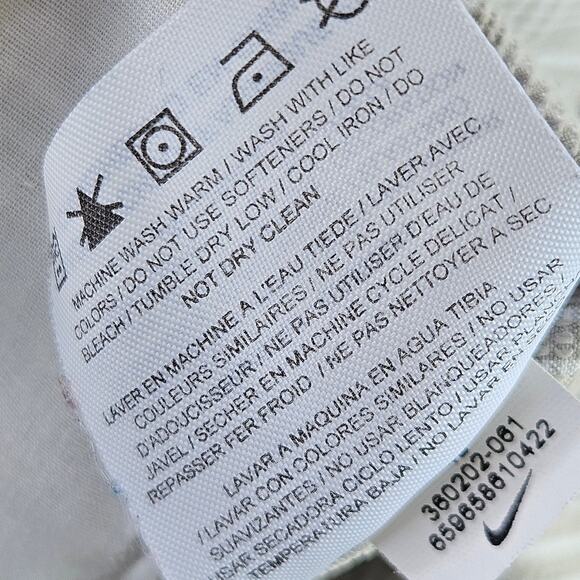 MACHINE WASH WARM / WASH WITH LIKE
COLORS / DO NOT USE SOFTENERS / DO NOT
BLEACH / TUMBLE DRY LOW / COOL IRON / DO
NOT DRY CLEAN
LAVER EN MACHINE A L'EAU TIEDE / LAVER AVEC
COULEURS SIMILAIRES / NE PAS UTILISER
D'ADOUCISSEUR / NE PAS UTILISER D'EAU DE
JAVEL / SECHER EN MACHINE CYCLE DELICAT /
REPASSER FER FROID / NE PAS NETTOYER A SEC
LAVAR A MAQUINA EN AGUA TIBIA
/ LAVAR CON COLORES SIMILARES / NO USAR
SUAVIZANTES / NO USAR BLANQUEADORES /
USAR SECADORA CICLO LENTO / USAR
TEMPERATURA BAJA / NO LAVAR EN
360202-061
659658610422